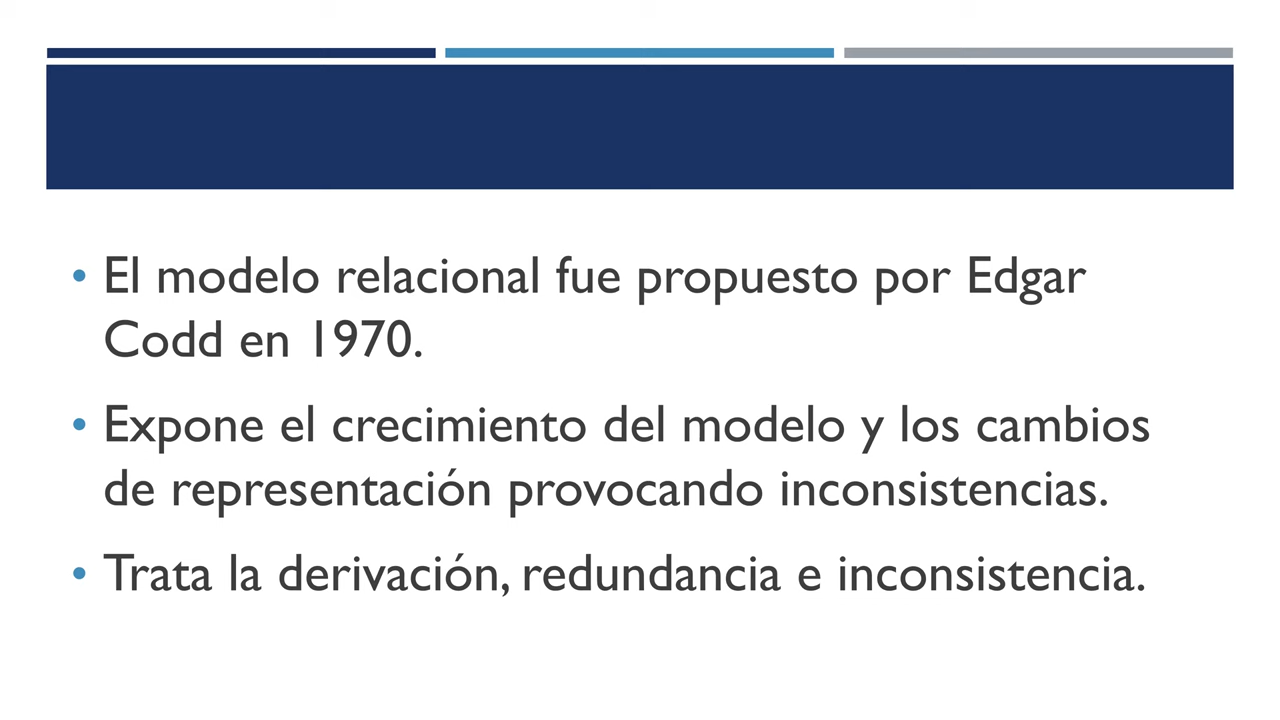 • El modelo relacional fue propuesto por Edgar
Codd en 1970.
• Expone el crecimiento del modelo y los cambios
de representación provocando inconsistencias.
• Trata la derivación, redundancia e inconsistencia.